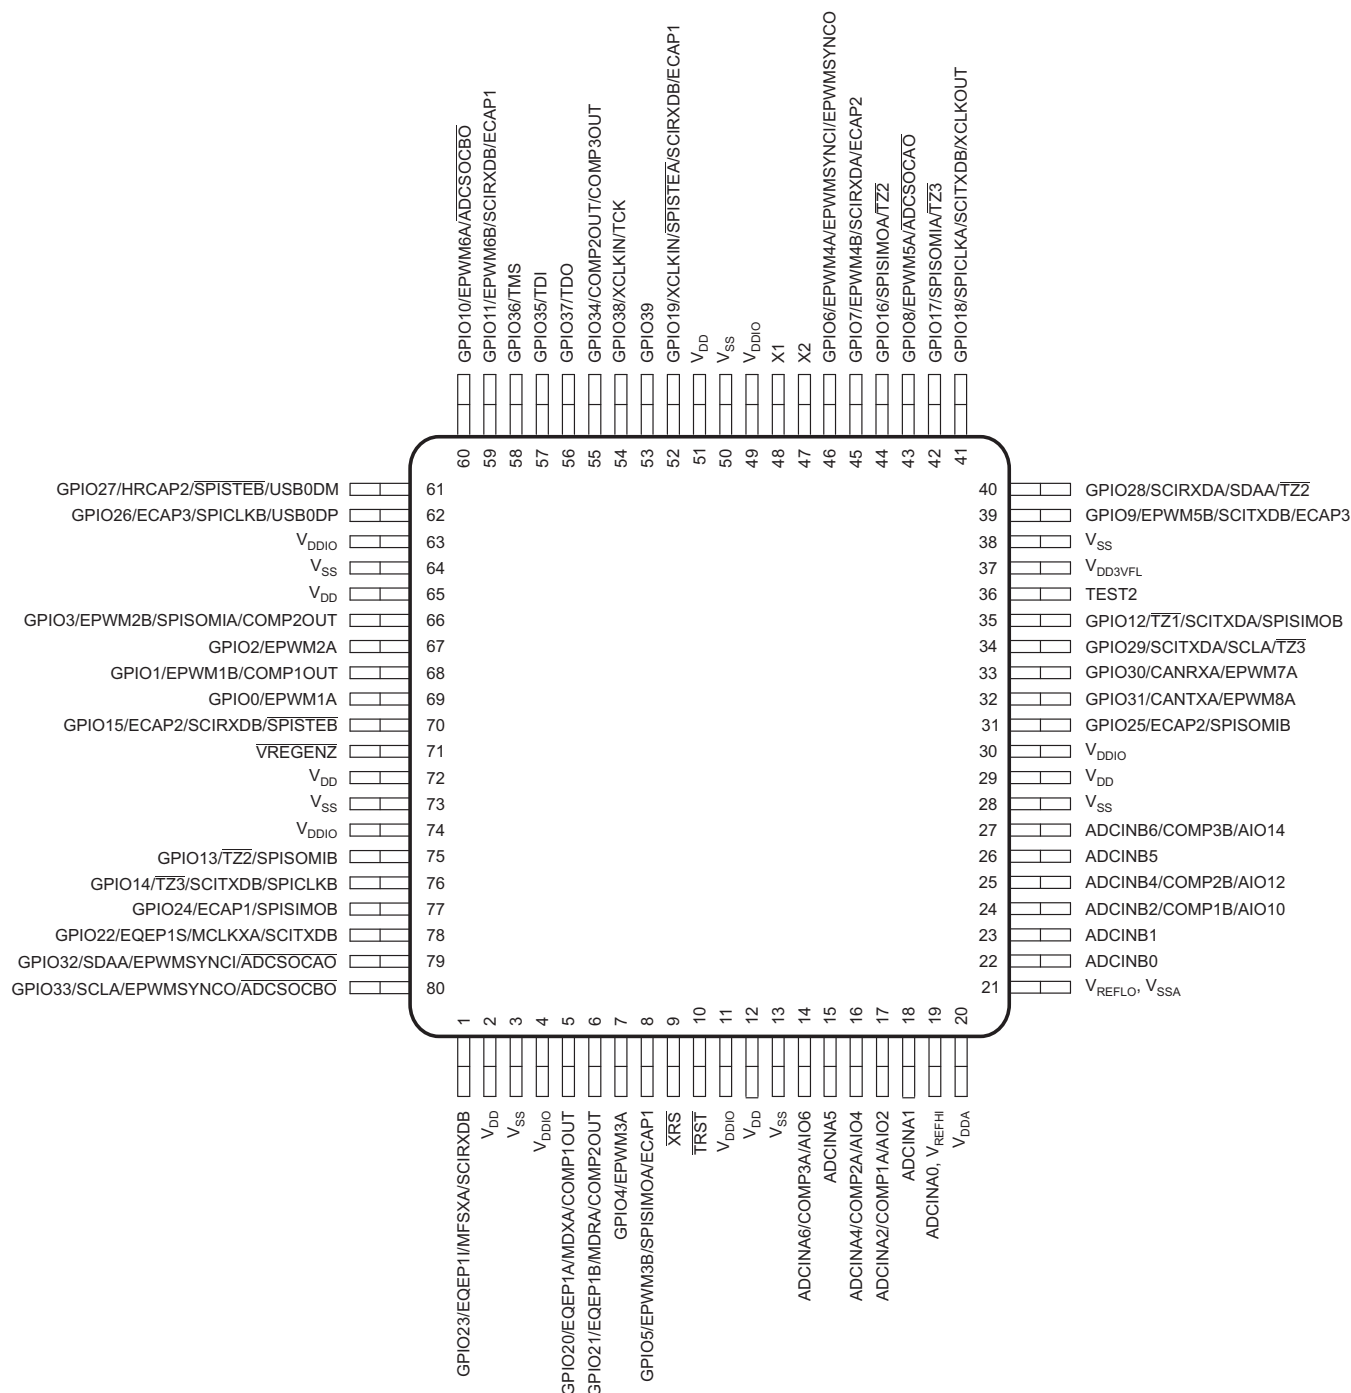 GPIO10/EPWM6A/ADCSOCBO
GPIO11/EPWM6B/SCIRXDB/ECAP1
GPIO36/TMS
GPIO35/TDI
GPIO37/TDO
GPIO34/COMP2OUT/COMP3OUT
GPIO38/XCLKIN/TCK
GPIO39
GPIO19/XCLKIN/SPISTEA/SCIRXDB/ECAP1
VDD
VSS
VDDIO
X1
X2
GPIO6/EPWM4A/EPWMSYNCI/EPWMSYNCO
GPIO7/EPWM4B/SCIRXDA/ECAP2
GPIO16/SPISIMOA/TZ2
GPIO8/EPWM5A/ADCSOCAO
GPIO17/SPISOMIA/TZ3
GPIO18/SPICLKA/SCITXDB/XCLKOUT
60
59
58
57
56
55
54
53
52
51
50
49
48
47
46
45
44
43
42
41
GPIO27/HRCAP2/SPISTEB/USB0DM 61
GPIO26/ECAP3/SPICLKB/USB0DP 62
VDDIO 63
VSS 64
VDD 65
GPIO3/EPWM2B/SPISOMIA/COMP2OUT 66
GPIO2/EPWM2A 67
GPIO1/EPWM1B/COMP1OUT 68
GPIO0/EPWM1A 69
GPIO15/ECAP2/SCIRXDB/SPISTEB 70
VREGENZ 71
VDD 72
VSS 73
VDDIO 74
GPIO13/TZ2/SPISOMIB 75
GPIO14/TZ3/SCITXDB/SPICLKB 76
GPIO24/ECAP1/SPISIMOB 77
GPIO22/EQEP1S/MCLKXA/SCITXDB 78
GPIO32/SDAA/EPWMSYNCI/ADCSOCAO 79
GPIO33/SCLA/EPWMSYNCO/ADCSOCBO 80
40 GPIO28/SCIRXDA/SDAA/TZ2
39 GPIO9/EPWM5B/SCITXDB/ECAP3
38 VSS
37 VDD3VFL
36 TEST2
35 GPIO12/TZ1/SCITXDA/SPISIMOB
34 GPIO29/SCITXDA/SCLA/TZ3
33 GPIO30/CANRXA/EPWM7A
32 GPIO31/CANTXA/EPWM8A
31 GPIO25/ECAP2/SPISOMIB
30 VDDIO
29 VDD
28 VSS
27 ADCINB6/COMP3B/AIO14
26 ADCINB5
25 ADCINB4/COMP2B/AIO12
24 ADCINB2/COMP1B/AIO10
23 ADCINB1
22 ADCINB0
21 VREFLO, VSSA
1
2
3
4
5
6
7
8
9
10
11
12
13
14
15
16
17
18
19
20
GPIO23/EQEP1I/MFSXA/SCIRXDB
VDD
VSS
VDDIO
GPIO20/EQEP1A/MDXA/COMP1OUT
GPIO21/EQEP1B/MDRA/COMP2OUT
GPIO4/EPWM3A
GPIO5/EPWM3B/SPISIMOA/ECAP1
XRS
TRST
VDDIO
VDD
VSS
ADCINA6/COMP3A/AIO6
ADCINA5
ADCINA4/COMP2A/AIO4
ADCINA2/COMP1A/AIO2
ADCINA1
ADCINA0, VREFHI
VDDA